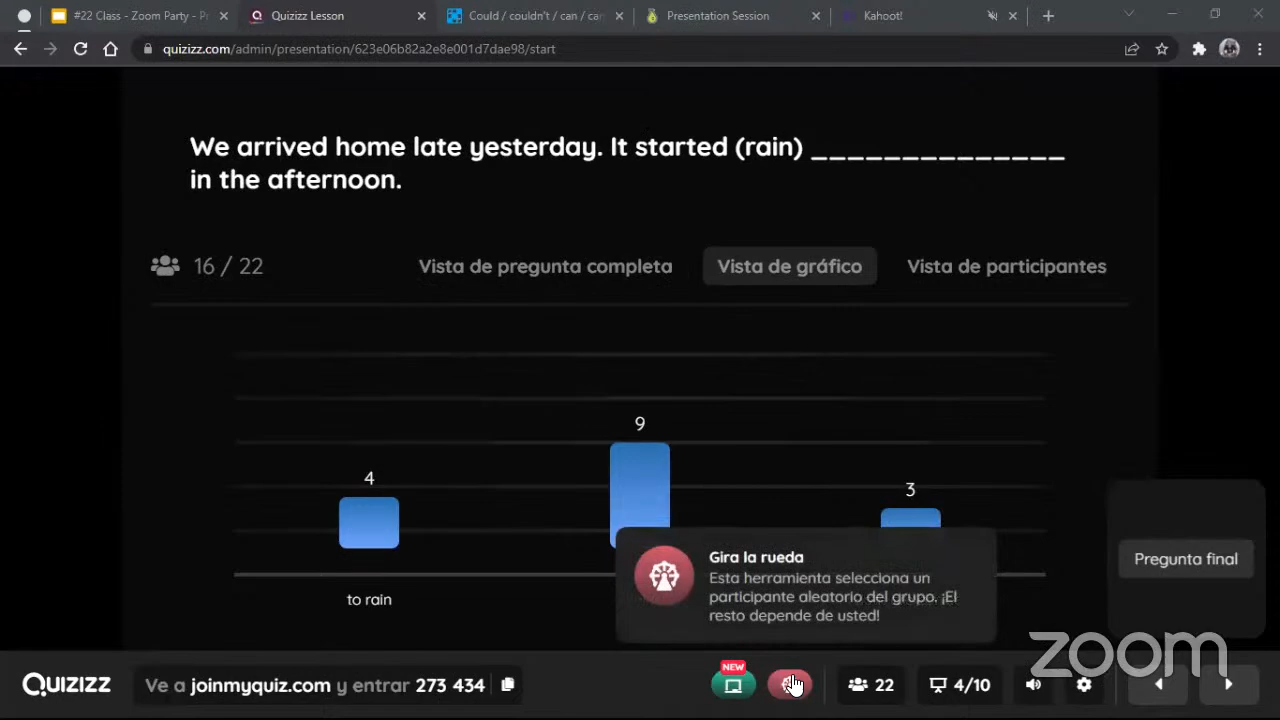 #22 Class - Zoom Party - P
Quizizz Lesson
Could / couldn't / can / ca
Presentation Session
Kahoot!
quizizz.com/admin/presentation/623e06b82a2e8e001d7dae98/start
We arrived home late yesterday. It started (rain) ______________
in the afternoon.
16 / 22
Vista de pregunta completa
Vista de gráfico
Vista de participantes
9
4
3
Gira la rueda
Esta herramienta selecciona un
participante aleatorio del grupo. ¡El
resto depende de usted!
Pregunta final
to rain
zoom
NEW
QUIZIZZ
Ve a joinmyquiz.com y entrar 273 434
22
4/10